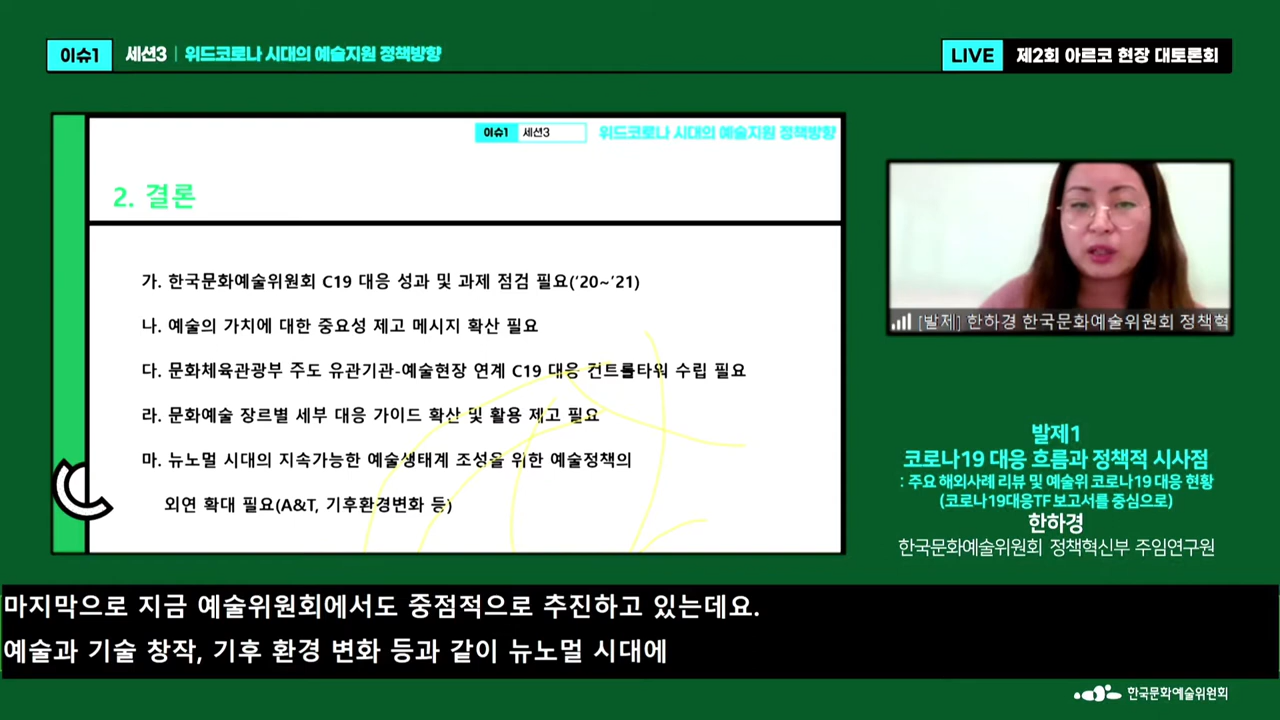 이슈1 세션3 | 위드코로나 시대의 예술지원 정책방향
LIVE 제2회 아르코 현장 대토론회
이슈1 세션3 위드코로나 시대의 예술지원 정책방향
2. 결론
가. 한국문화예술위원회 C19 대응 성과 및 과제 점검 필요('20~'21)
나. 예술의 가치에 대한 중요성 제고 메시지 확산 필요
다. 문화체육관광부 주도 유관기관-예술현장 연계 C19 대응 컨트롤타워 수립 필요
라. 문화예술 장르별 세부 대응 가이드 확산 및 활용 제고 필요
마. 뉴노멀 시대의 지속가능한 예술생태계 조성을 위한 예술정책의
외연 확대 필요(A&T, 기후환경변화 등)
[발제] 한하경 한국문화예술위원회 정책혁
발제1
코로나19 대응 흐름과 정책적 시사점
: 주요 해외사례 리뷰 및 예술위 코로나19 대응 현황
(코로나19대응TF 보고서를 중심으로)
한하경
한국문화예술위원회 정책혁신부 주임연구원
마지막으로 지금 예술위원회에서도 중점적으로 추진하고 있는데요.
예술과 기술 창작, 기후 환경 변화 등과 같이 뉴노멀 시대에
한국문화예술위원회